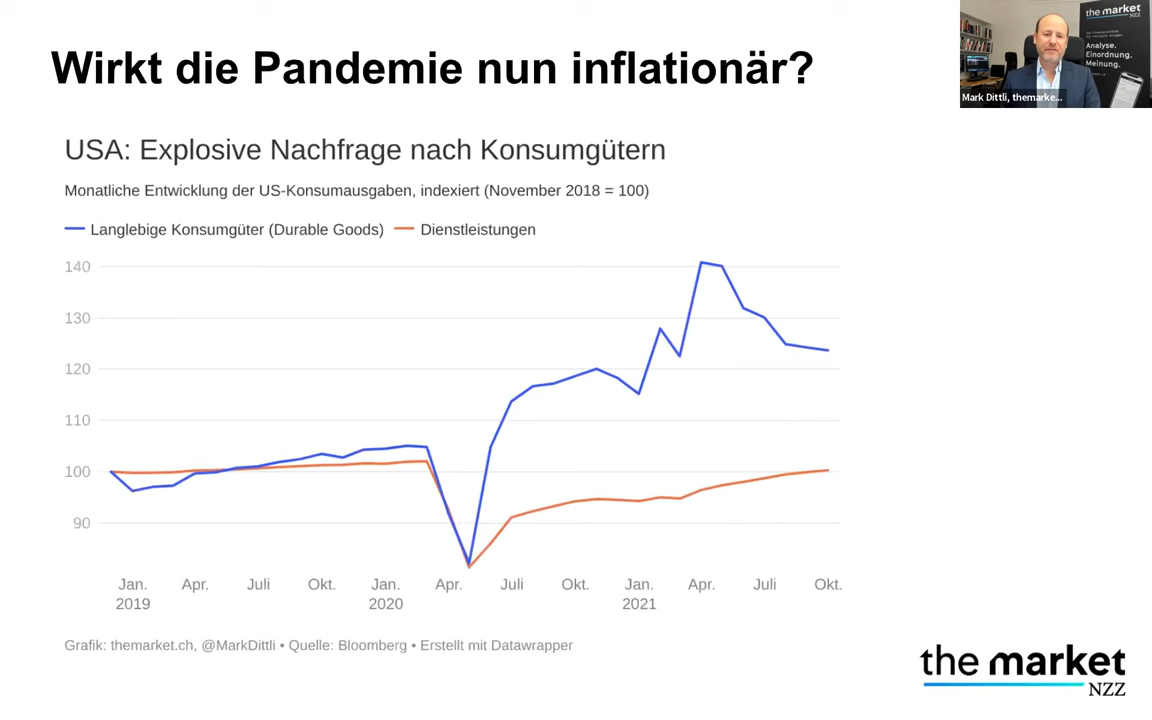 Wirkt die Pandemie nun inflationär?
the market
NZZ
Analyse.
Einordnung.
Meinung.
Mark Dittli, themarke...
USA: Explosive Nachfrage nach Konsumgütern
Monatliche Entwicklung der US-Konsumausgaben, indexiert (November 2018 = 100)
Langlebige Konsumgüter (Durable Goods) Dienstleistungen
140
130
120
110
100
90
Jan. Apr. Juli Okt. Jan. Apr. Juli Okt. Jan. Apr. Juli Okt.
2019 2020 2021
Grafik: themarket.ch, @MarkDittli • Quelle: Bloomberg • Erstellt mit Datawrapper
the market
NZZ